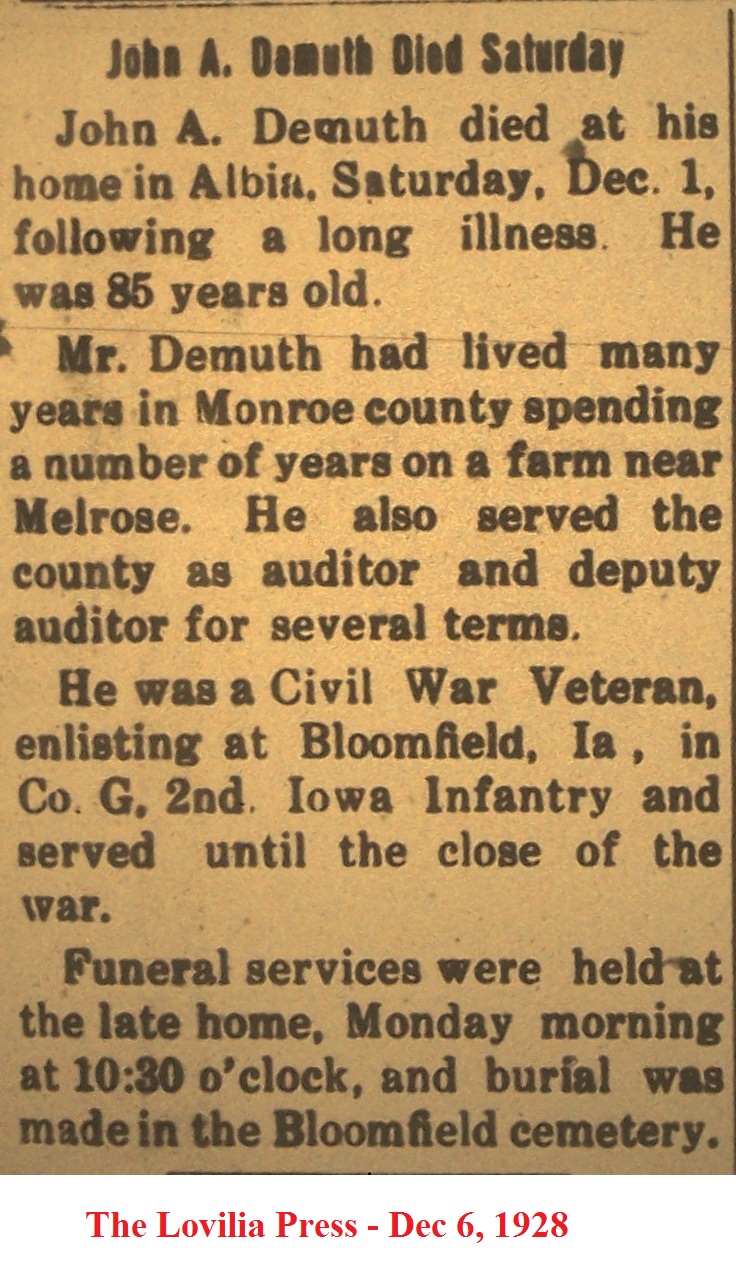 John A. Demuth Died Saturday
John A. Demuth died at his
home in Albia, Saturday, Dec. 1,
following a long illness. He
was 85 years old.
Mr. Demuth had lived many
years in Monroe county spending
a number of years on a farm near
Melrose. He also served the
county as auditor and deputy
auditor for several terms.
He was a Civil War Veteran,
enlisting at Bloomfield, Ia , in
Co. G, 2nd. Iowa Infantry and
served until the close of the
war.
Funeral services were held at
the late home, Monday morning
at 10:30 o'clock, and burial was
made in the Bloomfield cemetery.
The Lovilia Press - Dec 6, 1928